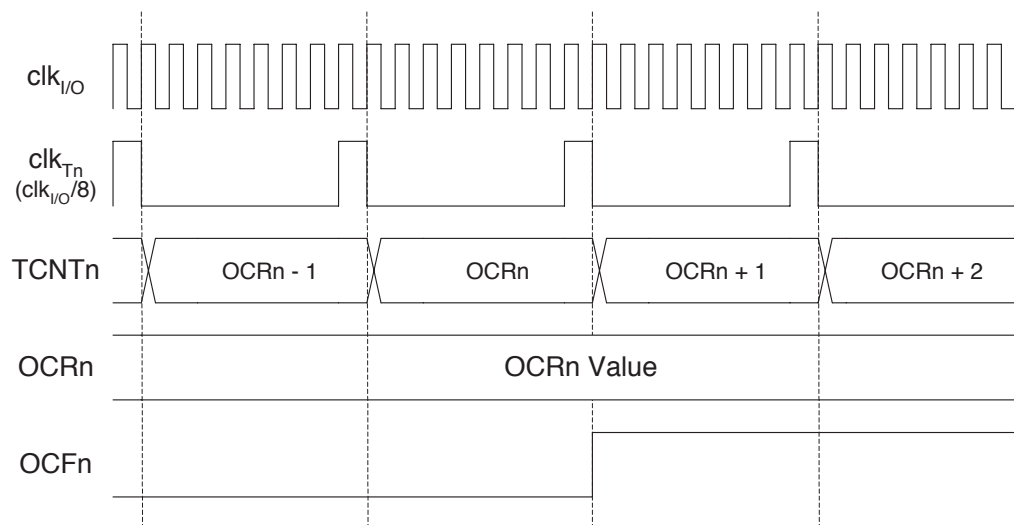 clkI/O
clkTn
(clkI/O/8)
TCNTn
OCRn - 1
OCRn
OCRn + 1
OCRn + 2
OCRn
OCRn Value
OCFn